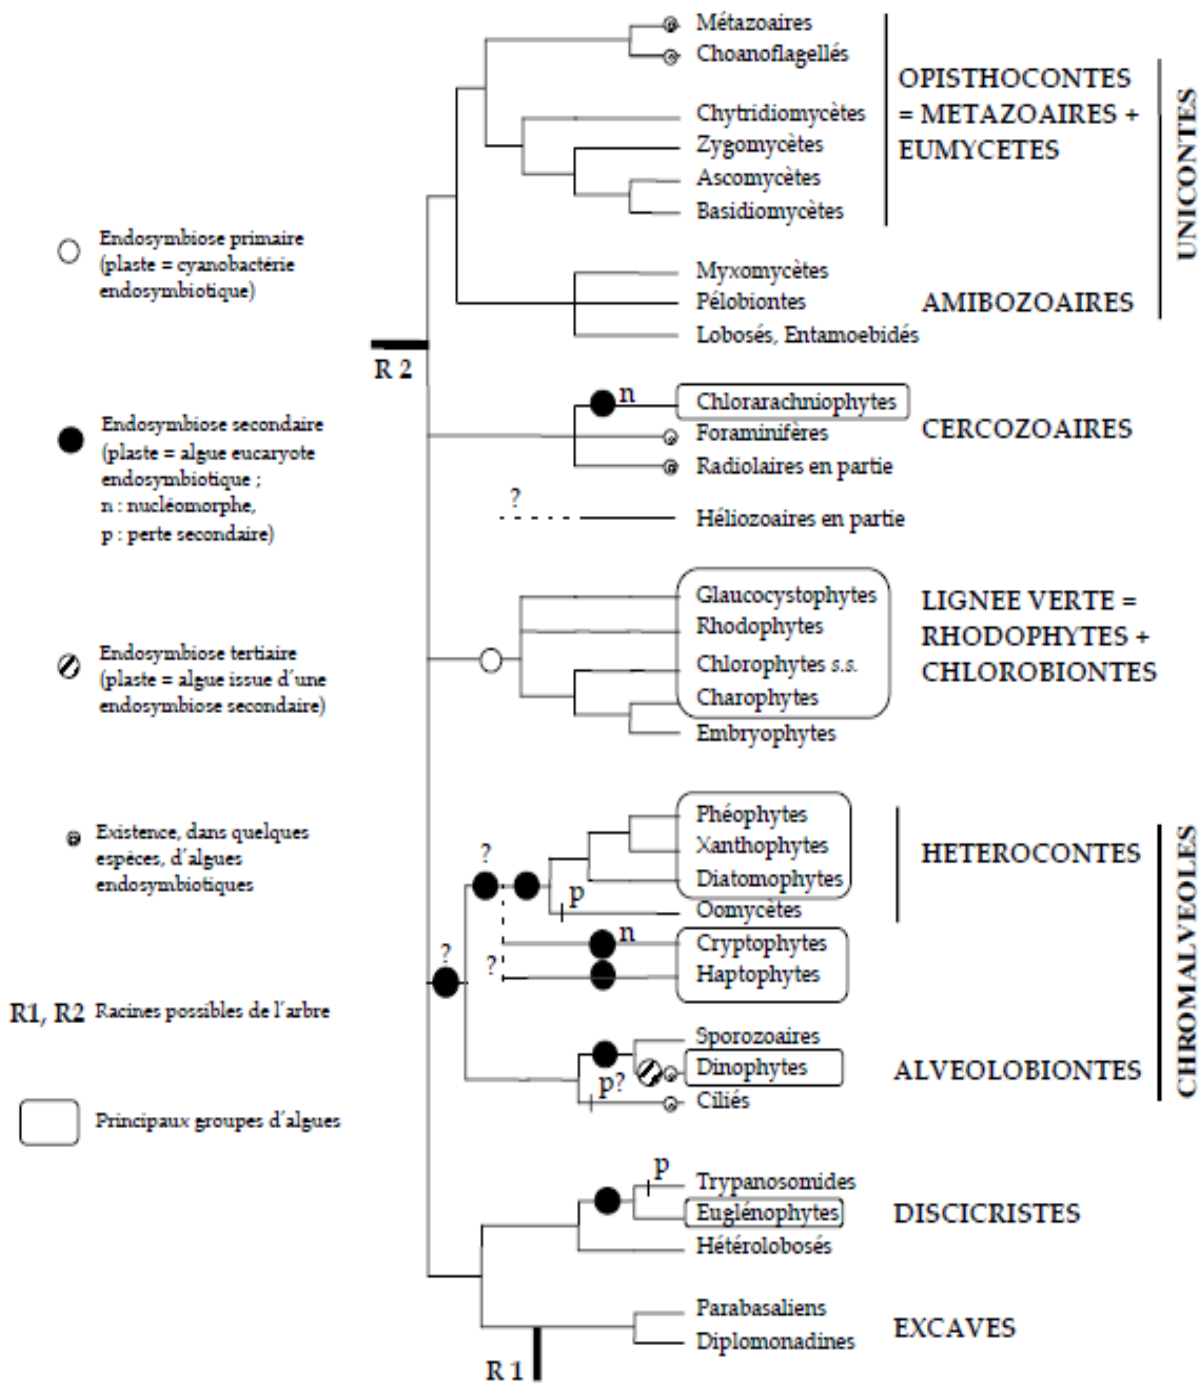 Métazoaires
Choanoflagellés
Chytridiomycètes
Zygomycètes
Ascomycètes
Basidiomycètes
OPISTHOCONTES
= METAZOAIRES +
EUMYCETES
Myxomycètes
Pélobiontes
Lobosés, Entamoebidés
AMIBOZOAIRES
UNICONTES
R 2
n
Chlorarachniophytes
Foraminifères
Radiolaires en partie
CERCOZOAIRES
?
Héliozoaires en partie
Glaucocystophytes
Rhodophytes
Chlorophytes s.s.
Charophytes
Embryophytes
LIGNEE VERTE =
RHODOPHYTES +
CHLOROBIONTES
Phéophytes
Xanthophytes
Diatomophytes
Oomycètes
HETEROCONTES
?
p
?
n
Cryptophytes
?
Haptophytes
Sporozoaires
Dinophytes
p?
Ciliés
ALVEOLOBIONTES
CHROMALVEOLES
p
Trypanosomides
Euglénophytes
Hétérolobosés
DISCICRISTES
Parabasaliens
Diplomonadines
EXCAVES
R 1
Endosymbiose primaire
(plaste = cyanobactérie
endosymbiotique)
Endosymbiose secondaire
(plaste = algue eucaryote
endosymbiotique ;
n : nucléomorphe,
p : perte secondaire)
Endosymbiose tertiaire
(plaste = algue issue d'une
endosymbiose secondaire)
Existence, dans quelques
espèces, d'algues
endosymbiotiques
R1, R2 Racines possibles de l'arbre
Principaux groupes d'algues